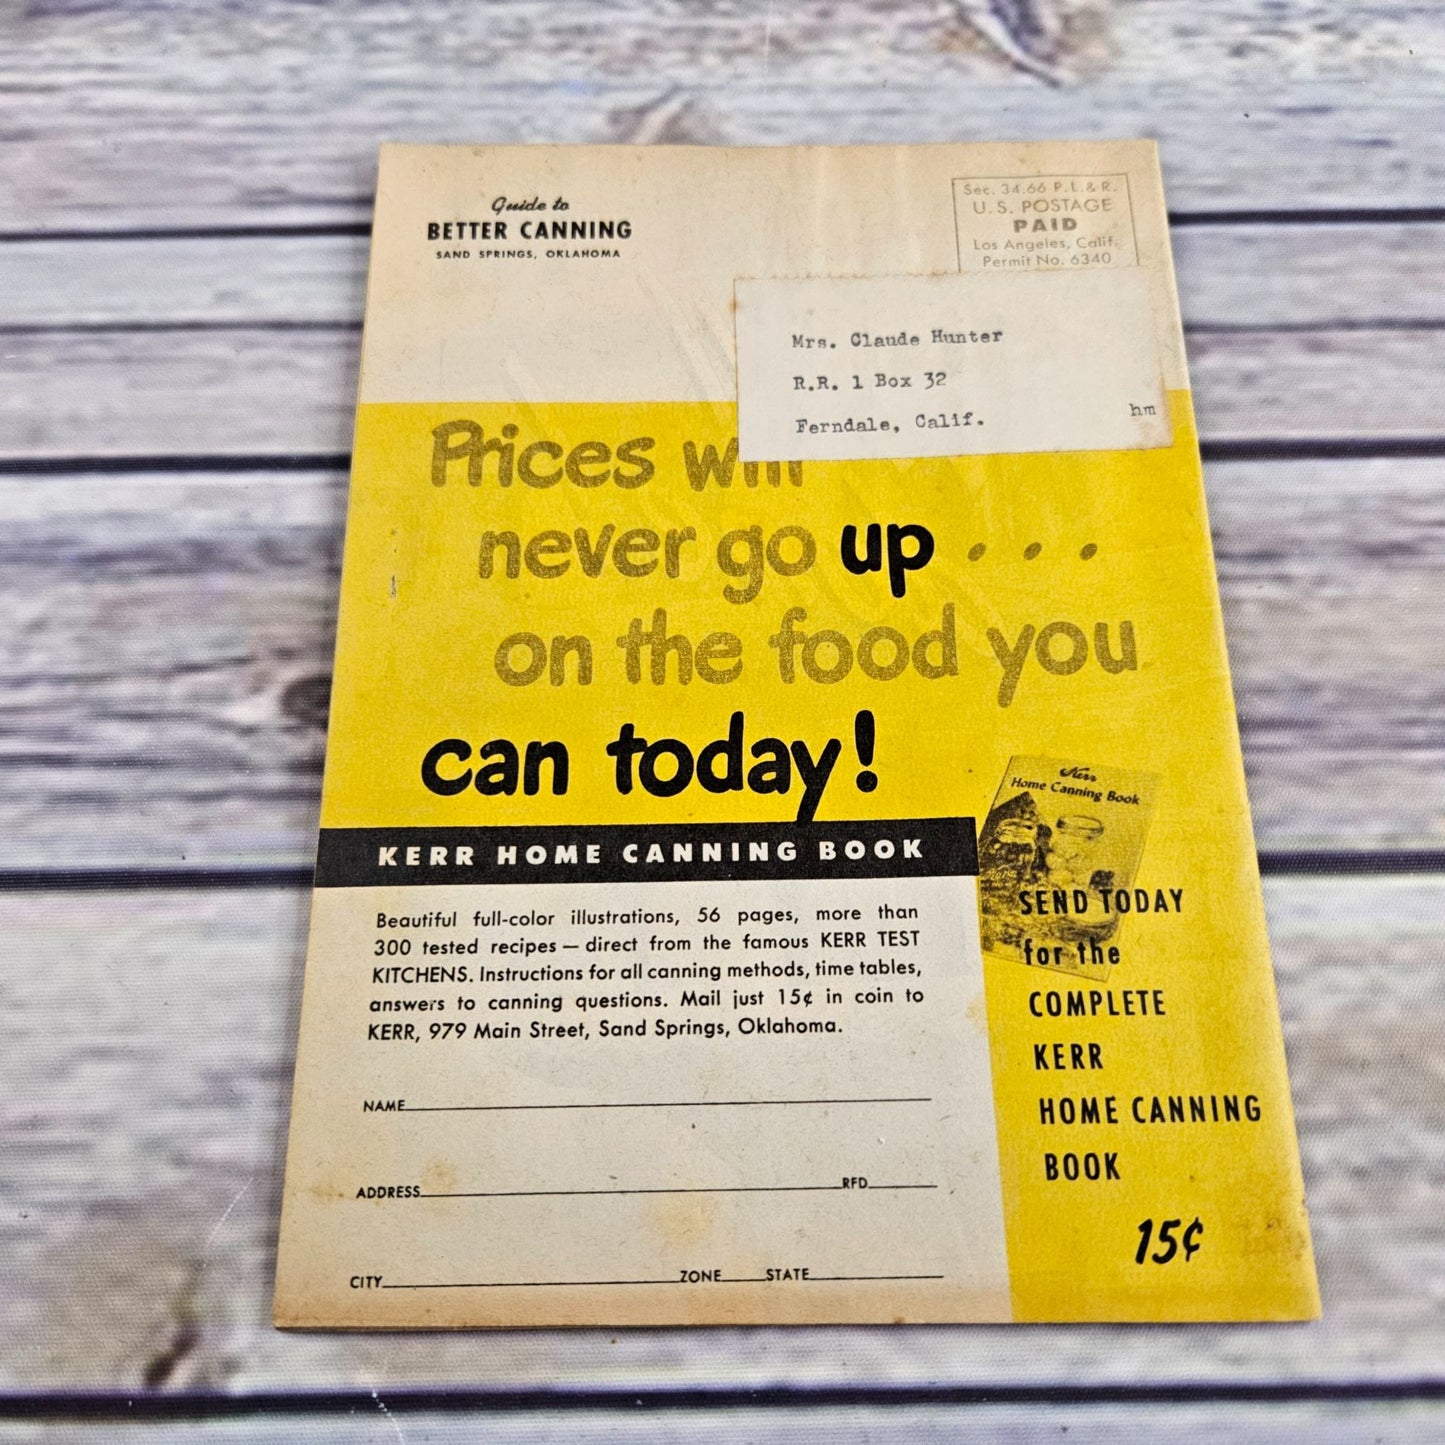 Guide to
BETTER CANNING
SAND SPRINGS, OKLAHOMA
Sec. 34.66 P.L.& R.
U.S. POSTAGE
PAID
Los Angeles, Calif.
Permit No. 6340
Mrs. Claude Hunter
R.R. 1 Box 32
Ferndale, Calif.
hm
Prices will
never go up . . .
on the food you
can today!
Kerr
Home Canning Book
KERR HOME CANNING BOOK
Beautiful full-color illustrations, 56 pages, more than
300 tested recipes — direct from the famous KERR TEST
KITCHENS. Instructions for all canning methods, time tables,
answers to canning questions. Mail just 15¢ in coin to
KERR, 979 Main Street, Sand Springs, Oklahoma.
NAME
ADDRESS RFD
CITY ZONE STATE
SEND TODAY
for the
COMPLETE
KERR
HOME CANNING
BOOK
15¢